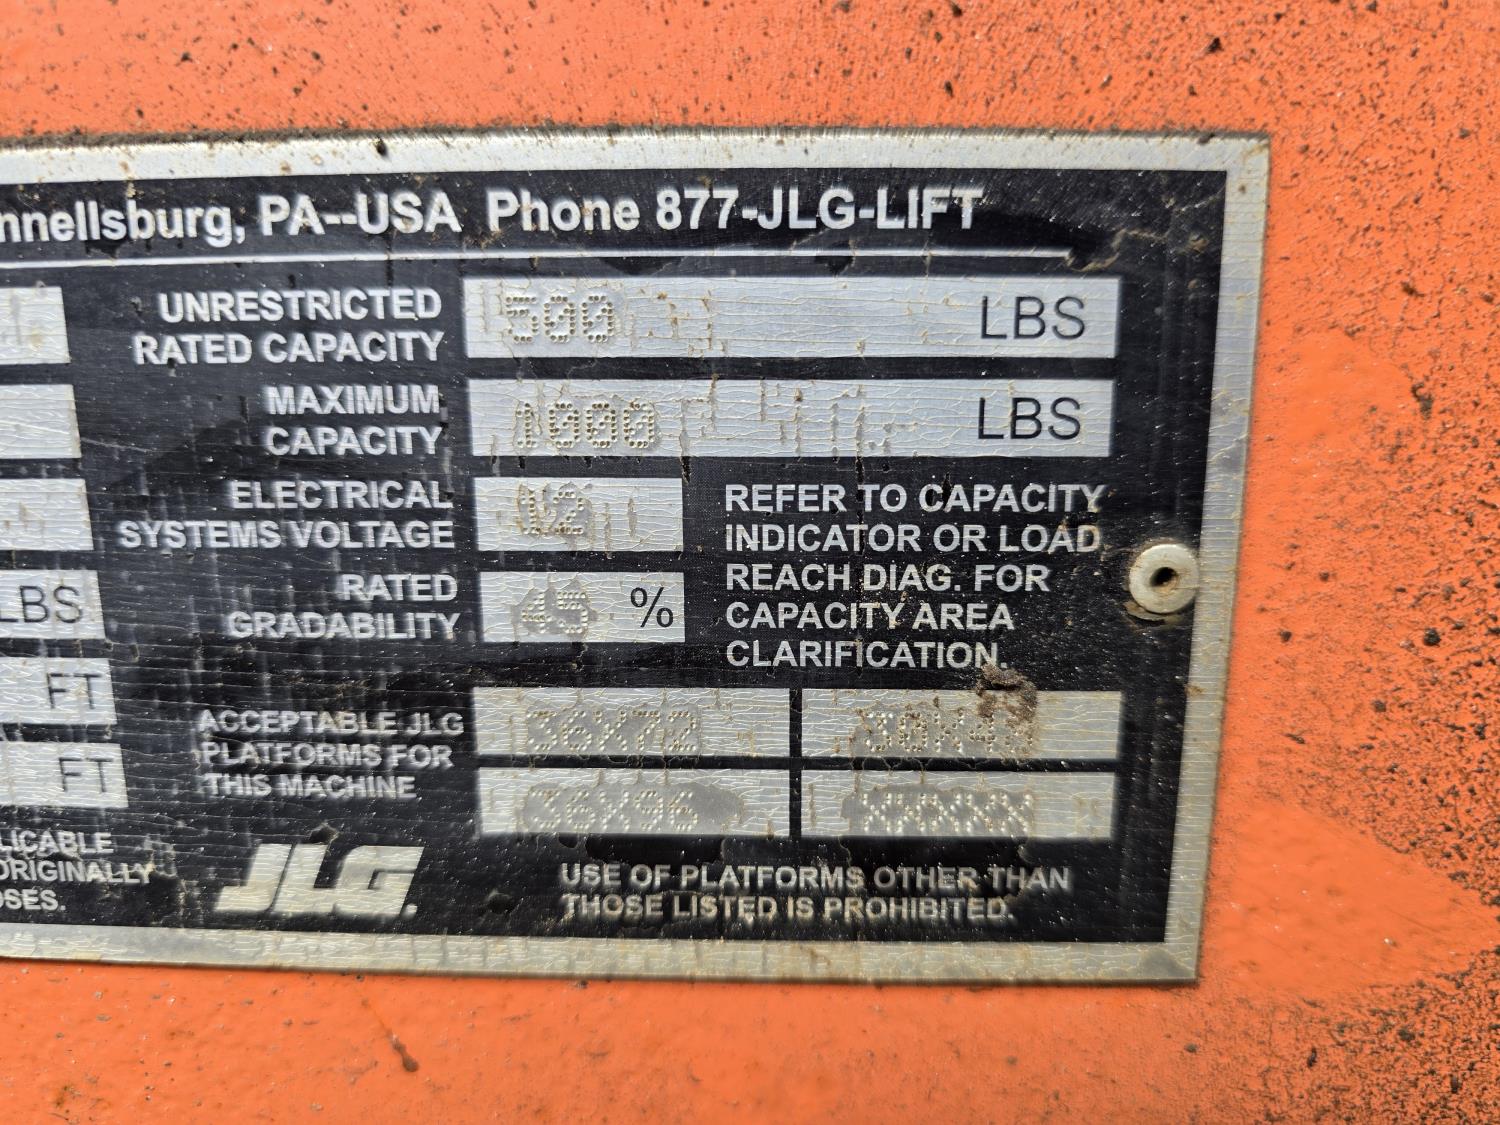 nnellsburg, PA--USA Phone 877-JLG-LIFT
UNRESTRICTED
RATED CAPACITY 500 LBS
MAXIMUM
CAPACITY 1000 LBS
ELECTRICAL
SYSTEMS VOLTAGE 12
RATED
GRADABILITY 45 %
REFER TO CAPACITY
INDICATOR OR LOAD
REACH DIAG. FOR
CAPACITY AREA
CLARIFICATION.
LBS
FT
FT
ACCEPTABLE JLG
PLATFORMS FOR
THIS MACHINE
36X72
36X96 XXXXX
LICABLE
ORIGINALLY
OSES.
JLG.
USE OF PLATFORMS OTHER THAN
THOSE LISTED IS PROHIBITED.